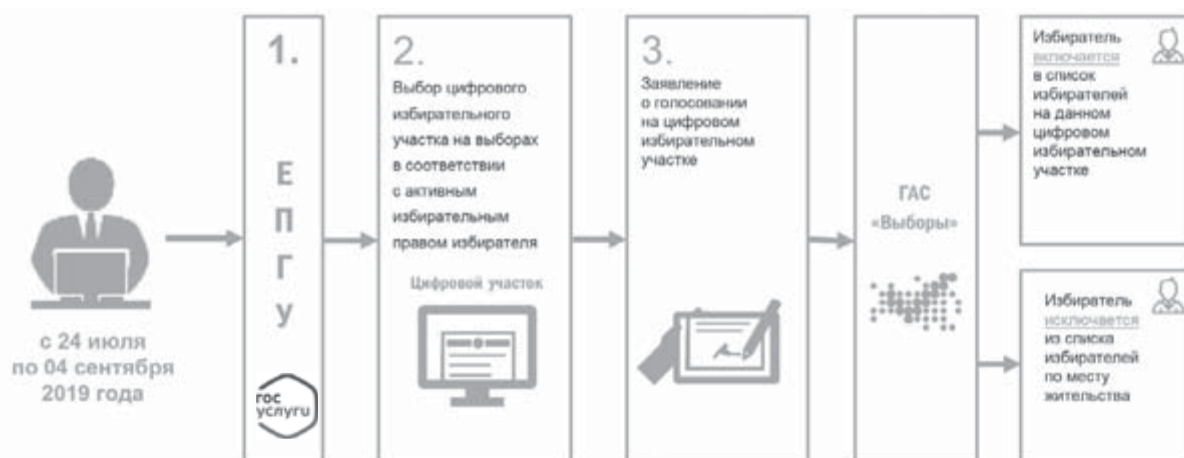 с 24 июля
по 04 сентября
2019 года
1.
Е
П
Г
У
гос
услуги
2.
Выбор цифрового
избирательного
участка на выборах
в соответствии
с активным
избирательным
правом избирателя
Цифровой участок
3.
Заявление
о голосовании
на цифровом
избирательном
участке
ГАС
«Выборы»
Избиратель
включается
в список
избирателей
на данном
цифровом
избирательном
участке
Избиратель
исключается
из списка
избирателей
по месту
жительства